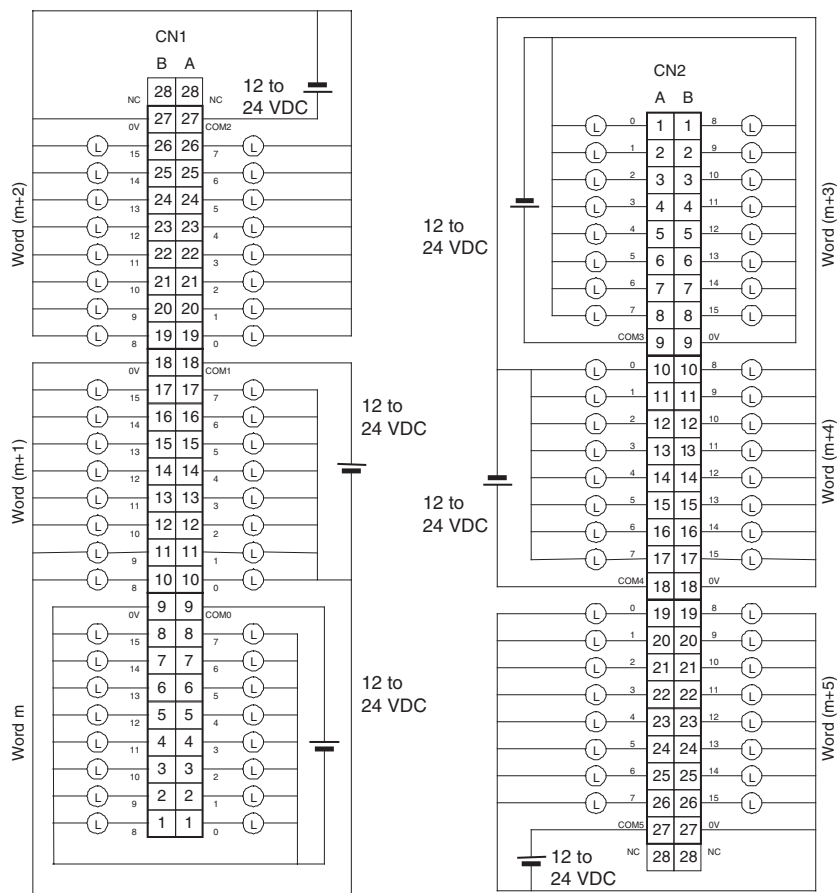 CN1
B A
NC 28 28 NC
12 to
24 VDC
0V 27 27 COM2
L 15 26 26 7 L
L 14 25 25 6 L
L 13 24 24 5 L
L 12 23 23 4 L
L 11 22 22 3 L
L 10 21 21 2 L
L 9 20 20 1 L
L 8 19 19 0 L
Word (m+2)
0V 18 18 COM1
L 15 17 17 7 L
L 14 16 16 6 L
L 13 15 15 5 L
L 12 14 14 4 L
L 11 13 13 3 L
L 10 12 12 2 L
L 9 11 11 1 L
L 8 10 10 0 L
Word (m+1)
12 to
24 VDC
0V 9 9 COM0
L 15 8 8 7 L
L 14 7 7 6 L
L 13 6 6 5 L
L 12 5 5 4 L
L 11 4 4 3 L
L 10 3 3 2 L
L 9 2 2 1 L
L 8 1 1 0 L
Word m
12 to
24 VDC
CN2
A B
L 0 1 1 8 L
L 1 2 2 9 L
L 2 3 3 10 L
L 3 4 4 11 L
L 4 5 5 12 L
L 5 6 6 13 L
L 6 7 7 14 L
L 7 8 8 15 L
COM3 9 9 0V
12 to
24 VDC
Word (m+3)
L 0 10 10 8 L
L 1 11 11 9 L
L 2 12 12 10 L
L 3 13 13 11 L
L 4 14 14 12 L
L 5 15 15 13 L
L 6 16 16 14 L
L 7 17 17 15 L
COM4 18 18 0V
12 to
24 VDC
Word (m+4)
L 0 19 19 8 L
L 1 20 20 9 L
L 2 21 21 10 L
L 3 22 22 11 L
L 4 23 23 12 L
L 5 24 24 13 L
L 6 25 25 14 L
L 7 26 26 15 L
COM5 27 27 0V
NC 28 28 NC
12 to
24 VDC
Word (m+5)